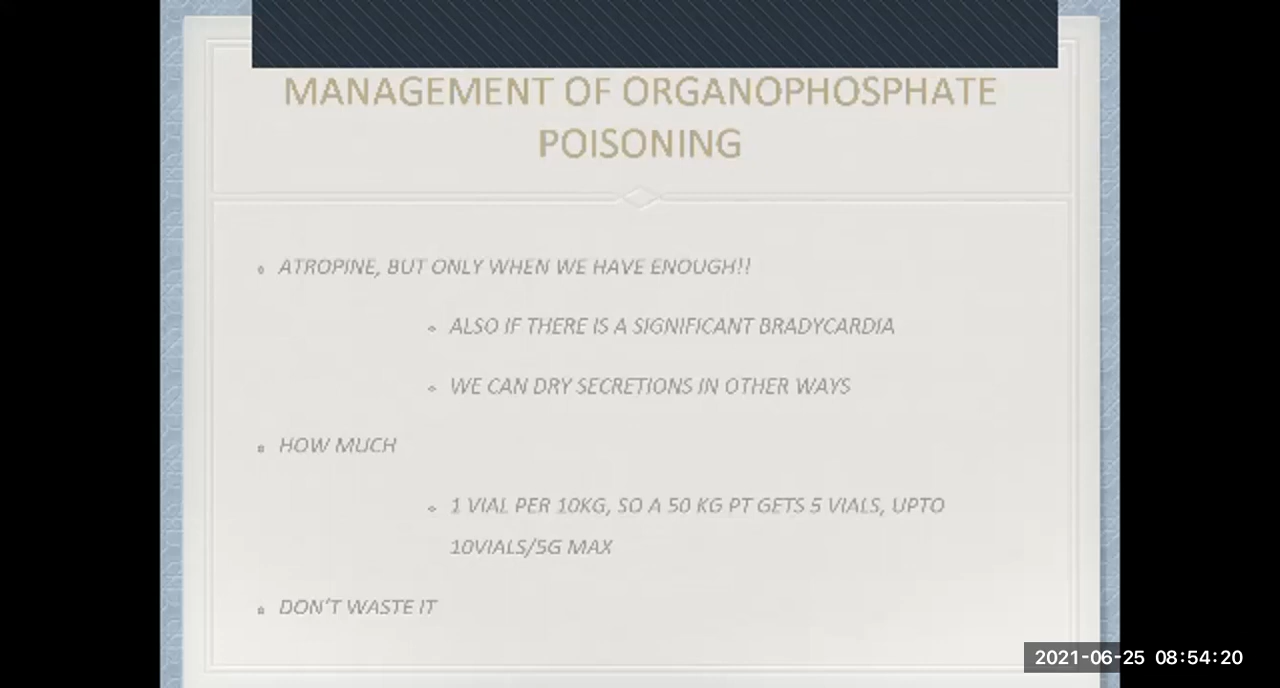 MANAGEMENT OF ORGANOPHOSPHATE
POISONING
ATROPINE, BUT ONLY WHEN WE HAVE ENOUGH!!
ALSO IF THERE IS A SIGNIFICANT BRADYCARDIA
WE CAN DRY SECRETIONS IN OTHER WAYS
HOW MUCH
1 VIAL PER 10KG, SO A 50 KG PT GETS 5 VIALS, UPTO
10VIALS/5G MAX
DON'T WASTE IT
2021-06-25 08:54:20